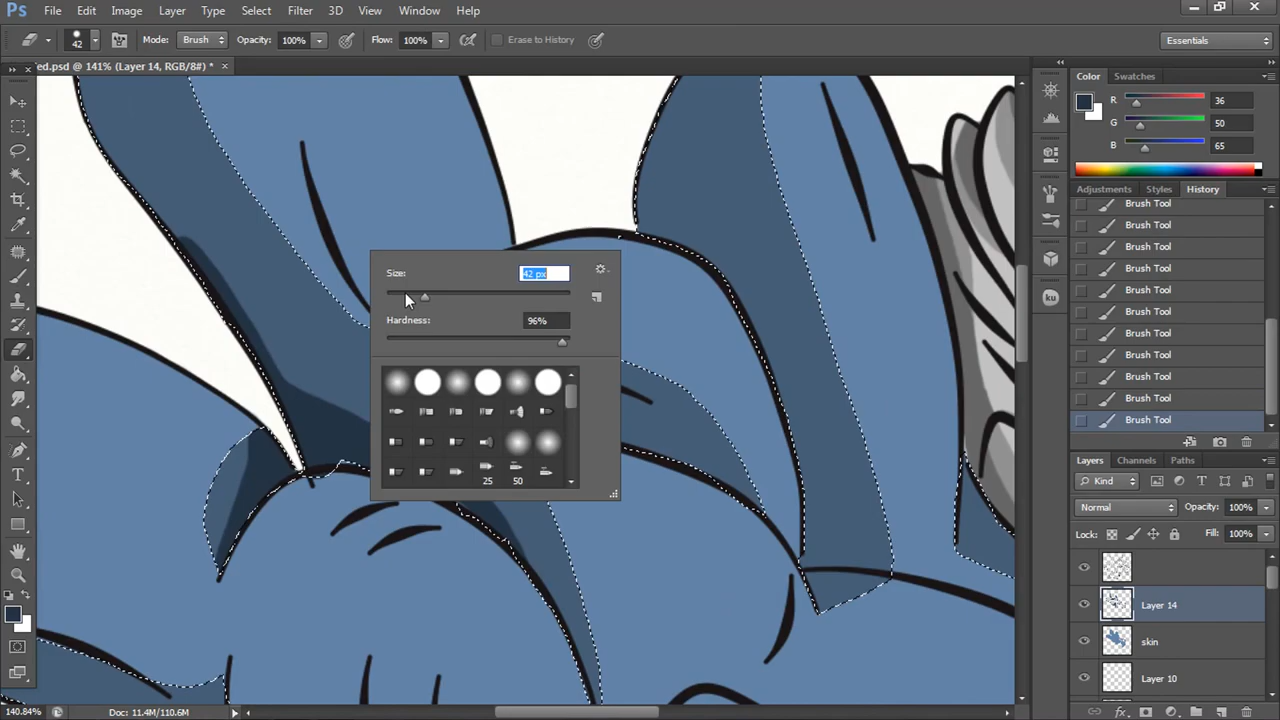 Ps File Edit Image Layer Type Select Filter 3D View Window Help
42 Mode: Brush Opacity: 100% Flow: 100% Erase to History Essentials
ed.psd @ 141% (Layer 14, RGB/8#) * ×
Color Swatches
R 36
G 50
B 65
Adjustments Styles History
Brush Tool
Brush Tool
Brush Tool
Brush Tool
Brush Tool
Brush Tool
Brush Tool
Brush Tool
Brush Tool
Brush Tool
Brush Tool
Size: 42 px
Hardness: 96%
25 50
ku
Layers Channels Paths
Kind
Normal Opacity: 100%
Lock: Fill: 100%
Layer 14
skin
Layer 10
T
140.84% Doc: 11.4M/110.6M